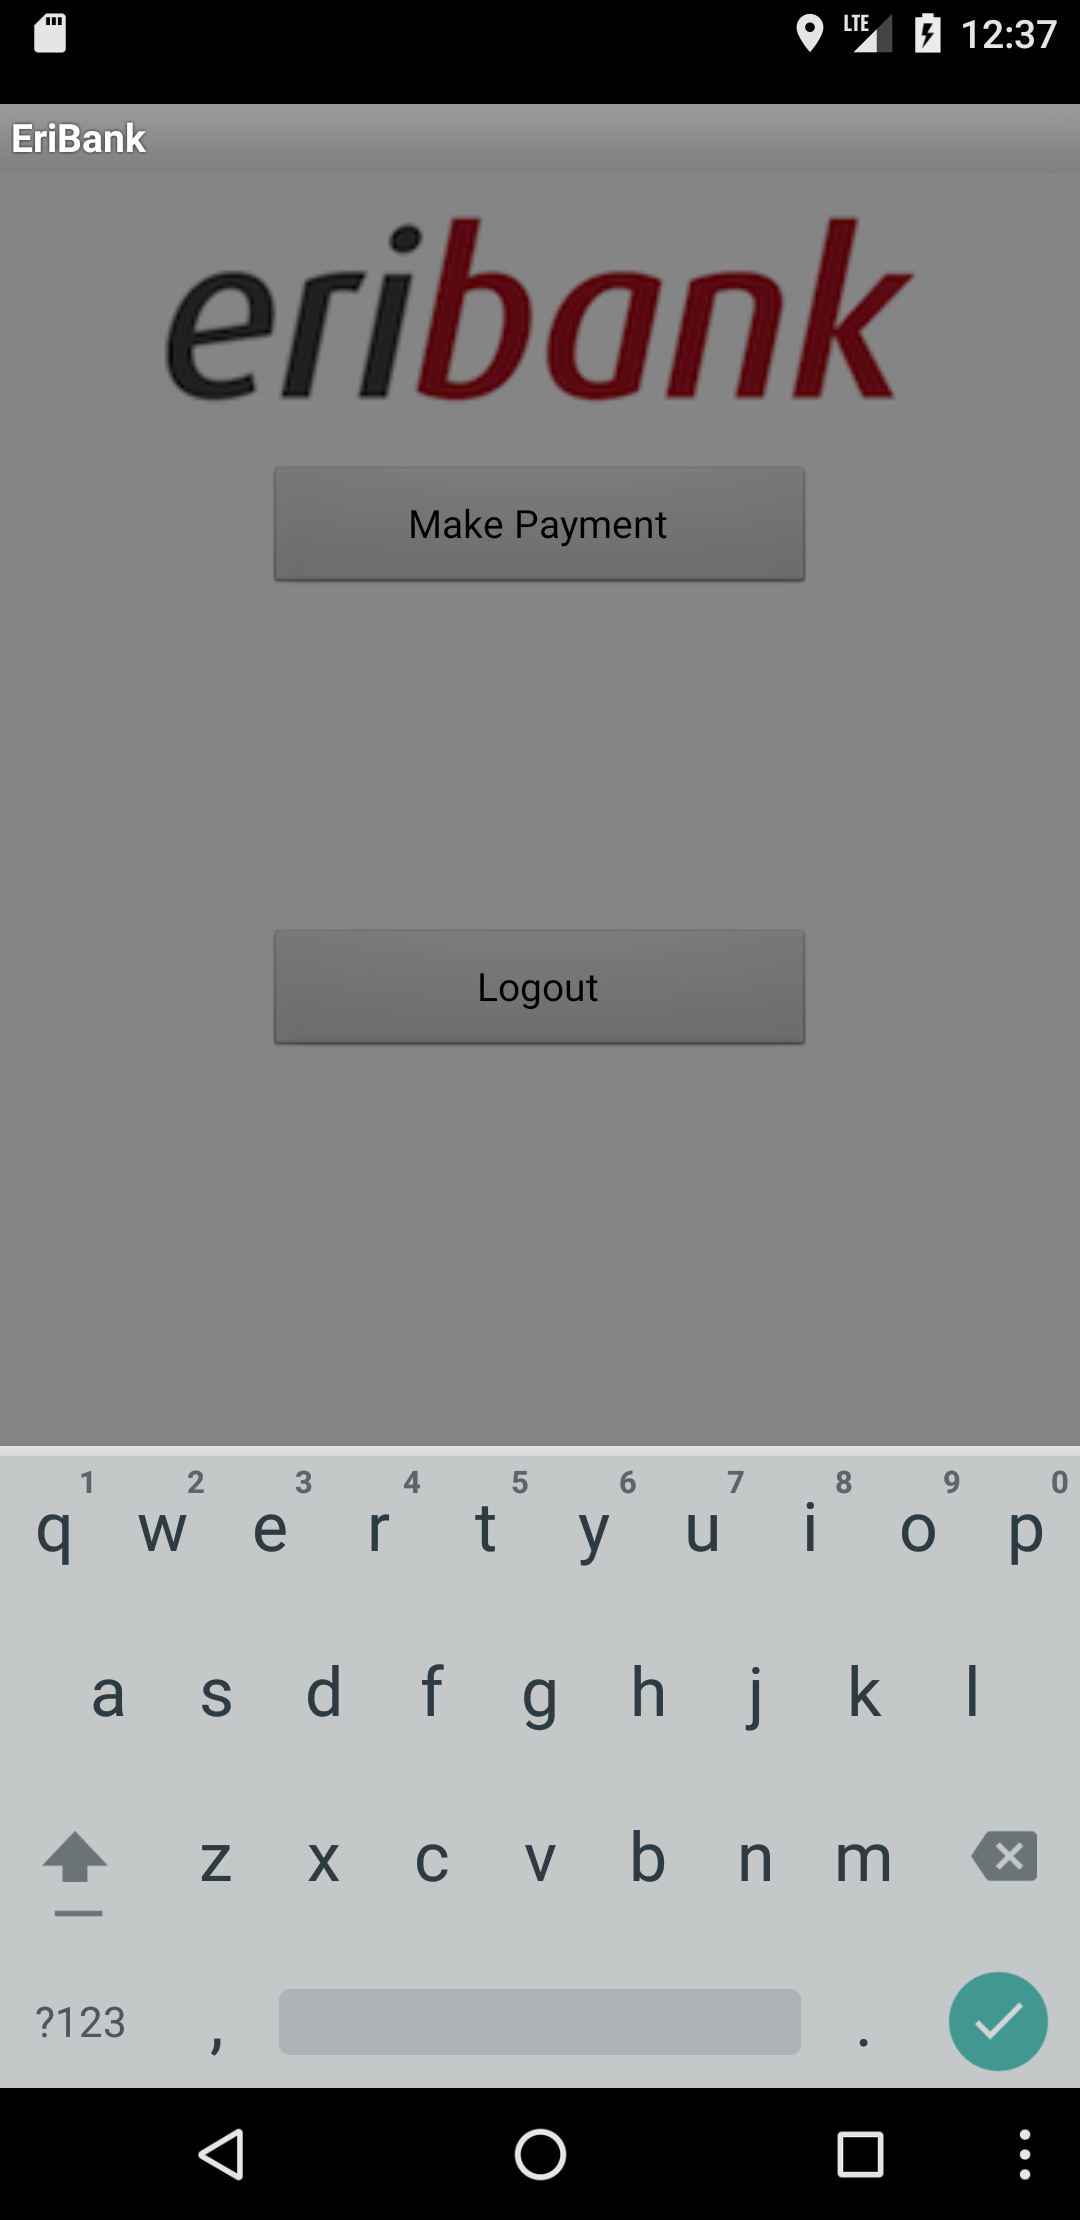 LTE 12:37
EriBank
eribank
Make Payment
Logout
1 2 3 4 5 6 7 8 9 0
q w e r t y u i o p
a s d f g h j k l
z x c v b n m
?123 , .